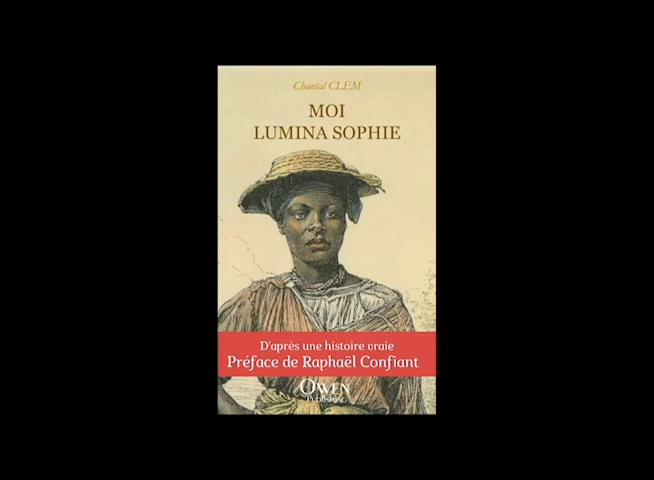 Chantal CLEM
MOI
LUMINA SOPHIE
D'après une histoire vraie
Préface de Raphaël Confiant
OWEN
Publishing